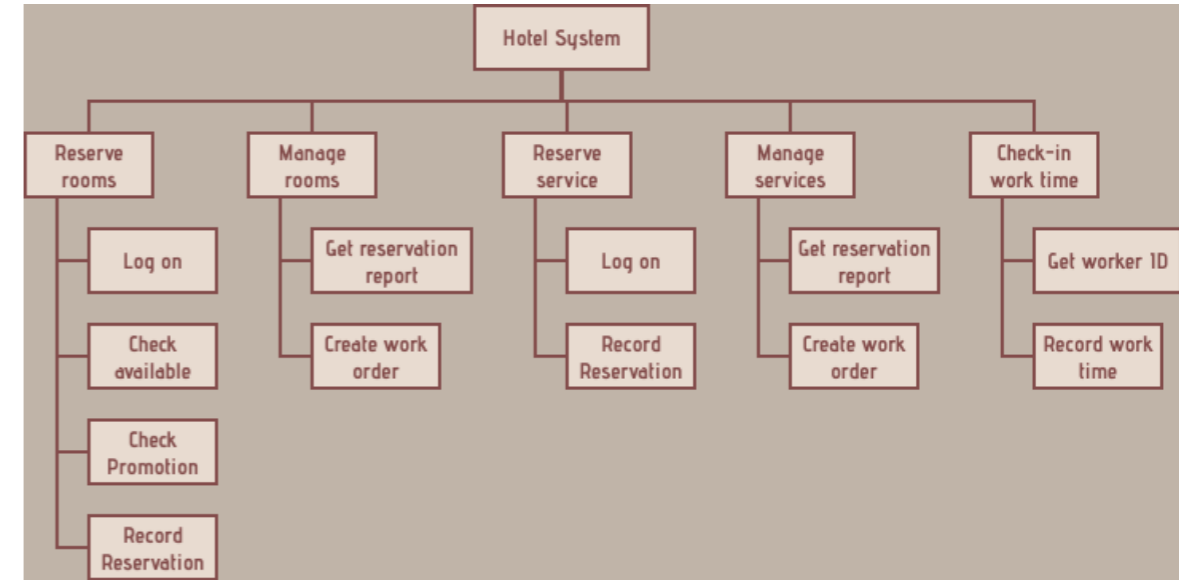 Hotel System
Reserve
rooms
Manage
rooms
Reserve
service
Manage
services
Check-in
work time
Log on
Get reservation
report
Log on
Get reservation
report
Get worker ID
Check
available
Create work
order
Record
Reservation
Create work
order
Record work
time
Check
Promotion
Record
Reservation